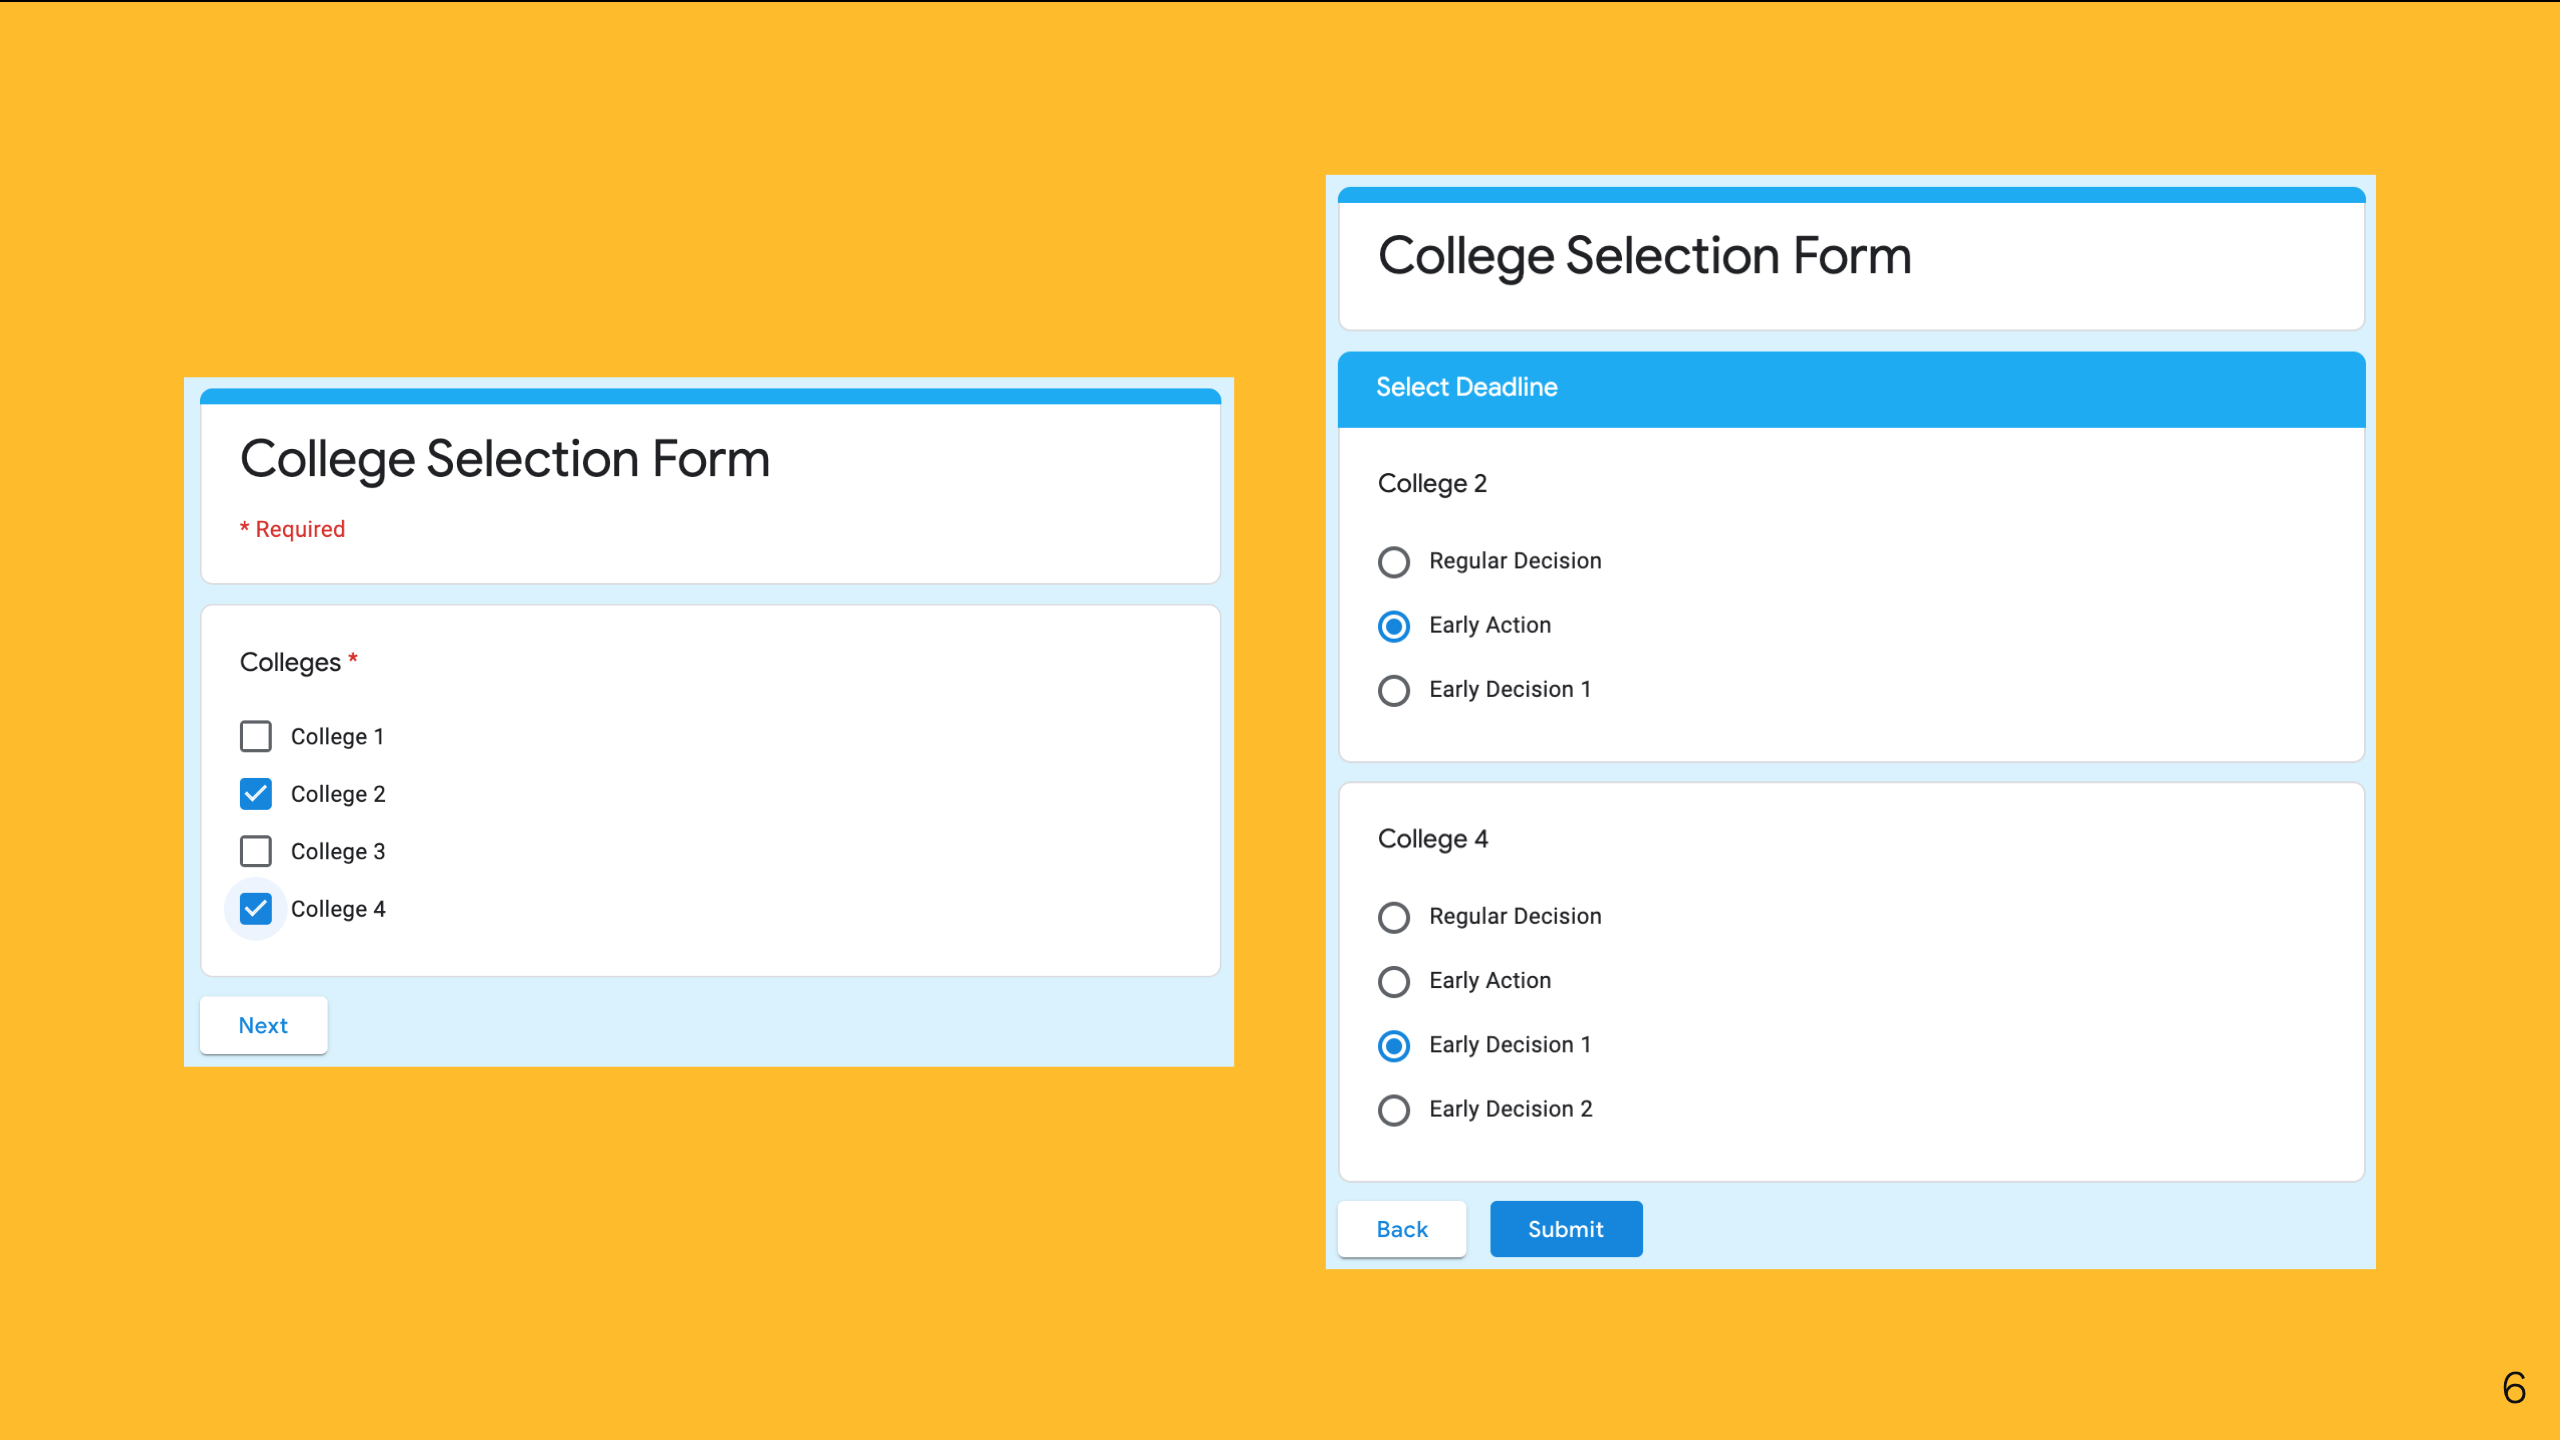 College Selection Form
* Required
Colleges *
College 1
College 2
College 3
College 4
Next
College Selection Form
Select Deadline
College 2
Regular Decision
Early Action
Early Decision 1
College 4
Regular Decision
Early Action
Early Decision 1
Early Decision 2
Back
Submit
6